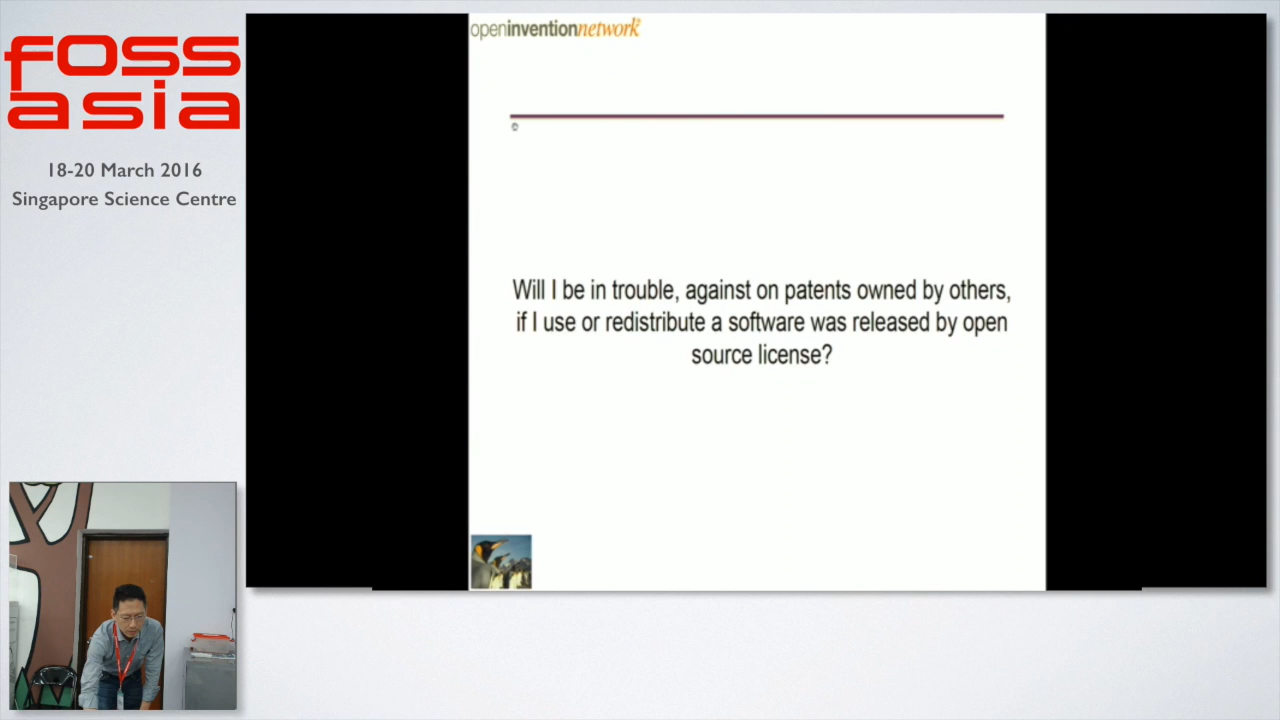 foss
asia
18-20 March 2016
Singapore Science Centre
openinventionnetwork
Will I be in trouble, against on patents owned by others,
if I use or redistribute a software was released by open
source license?